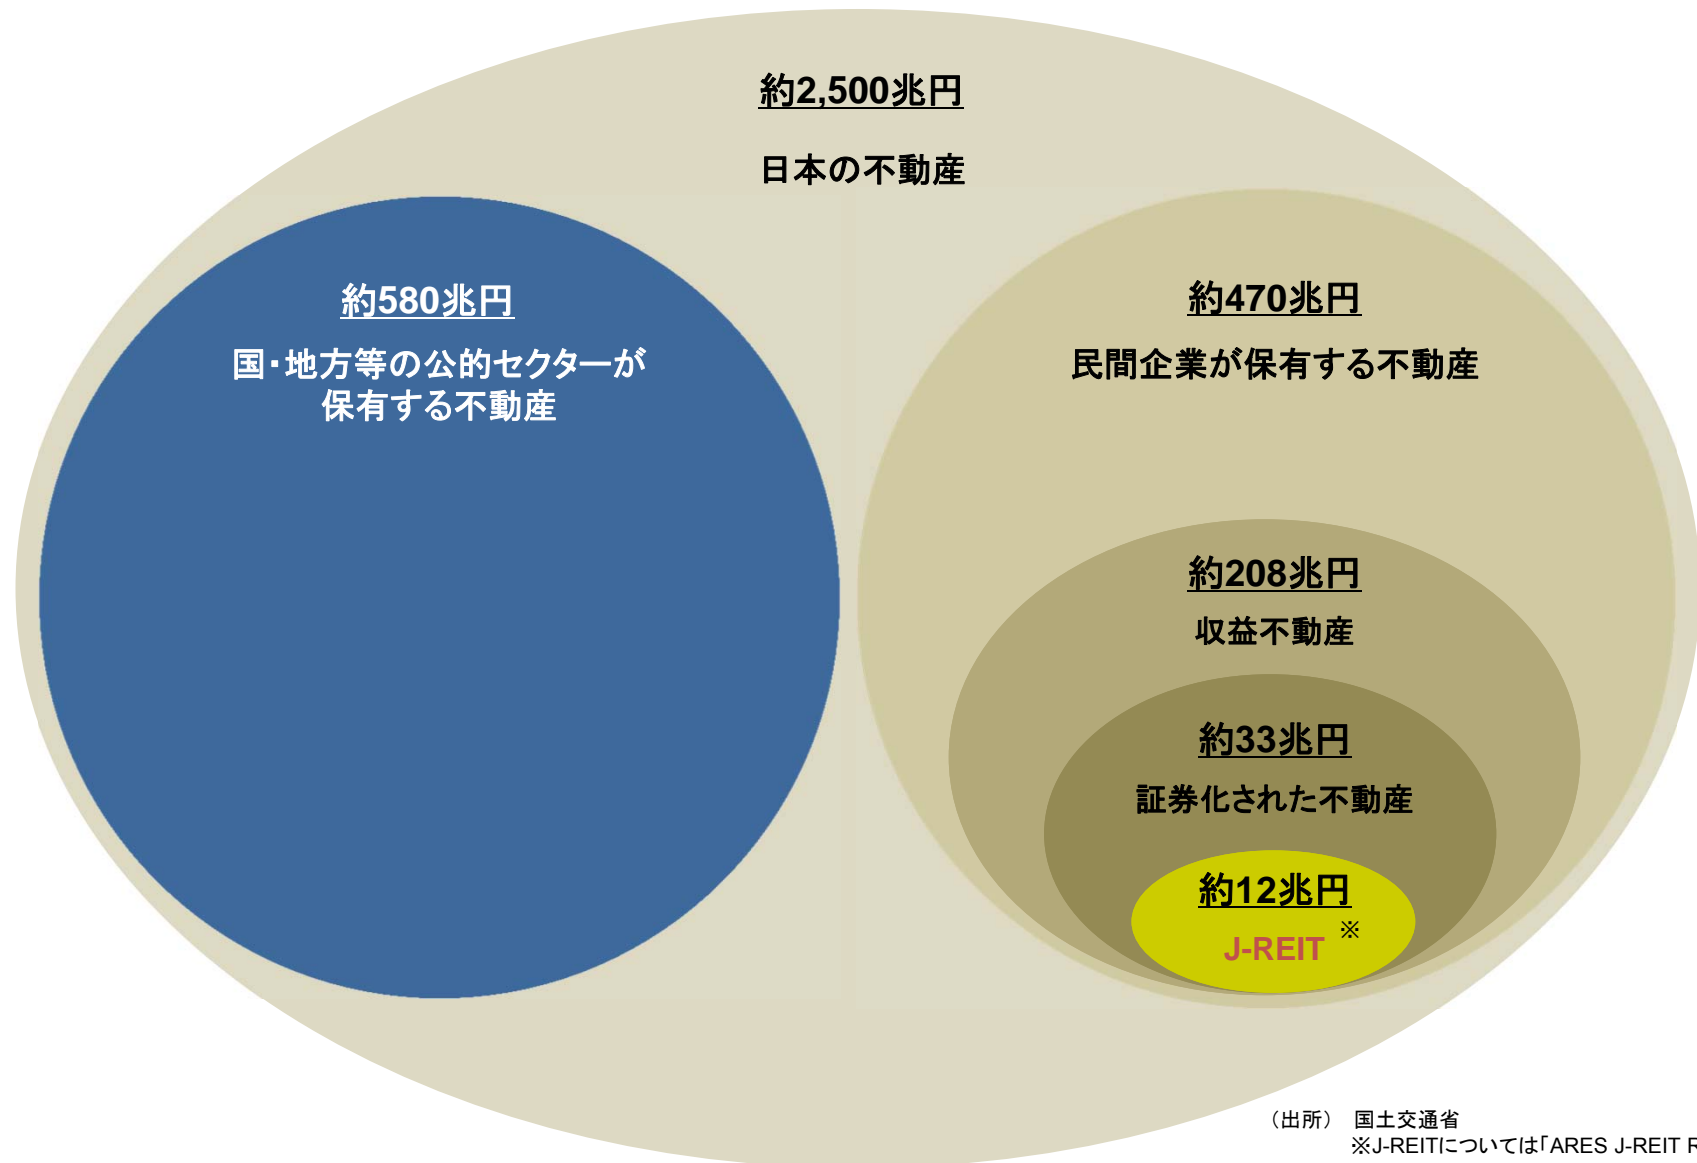 約2,500兆円
日本の不動産
約580兆円
国・地方等の公的セクターが
保有する不動産
約470兆円
民間企業が保有する不動産
約208兆円
収益不動産
約33兆円
証券化された不動産
約12兆円
J-REIT ※
（出所） 国土交通省
※J-REITについては「ARES J-REIT R